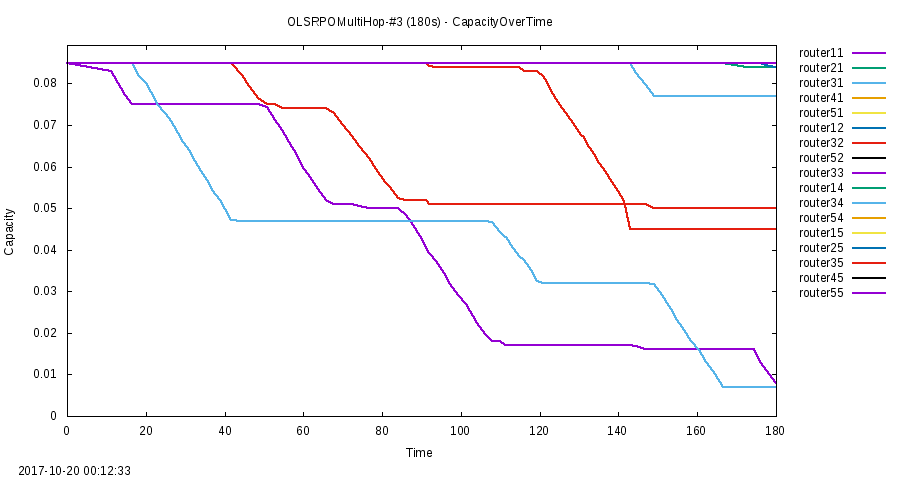 OLSRPOMultiHop-#3 (180s) - CapacityOverTime
router11
router21
router31
router41
router51
router12
router32
router52
router33
router14
router34
router54
router15
router25
router35
router45
router55
Capacity
0.08
0.07
0.06
0.05
0.04
0.03
0.02
0.01
0
0 20 40 60 80 100 120 140 160 180
Time
2017-10-20 00:12:33